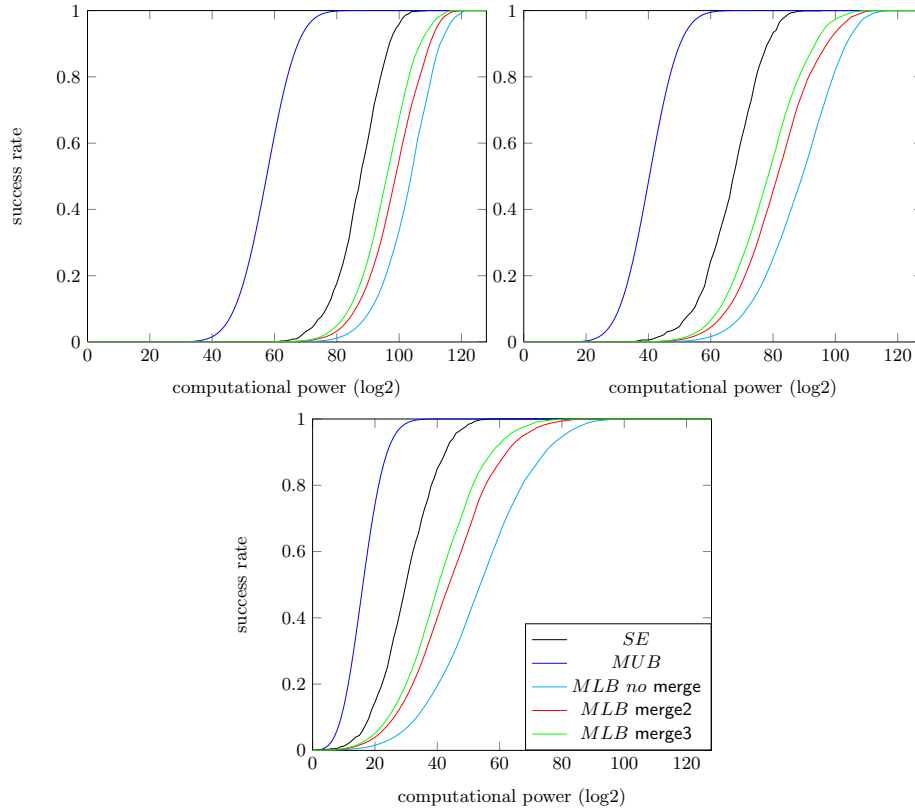 1
0.8
0.6
0.4
0.2
0
success rate
0 20 40 60 80 100 120
computational power (log2)
1
0.8
0.6
0.4
0.2
0
0 20 40 60 80 100 120
computational power (log2)
1
0.8
0.6
0.4
0.2
0
success rate
0 20 40 60 80 100 120
computational power (log2)
SE
MUB
MLB no merge
MLB merge2
MLB merge3